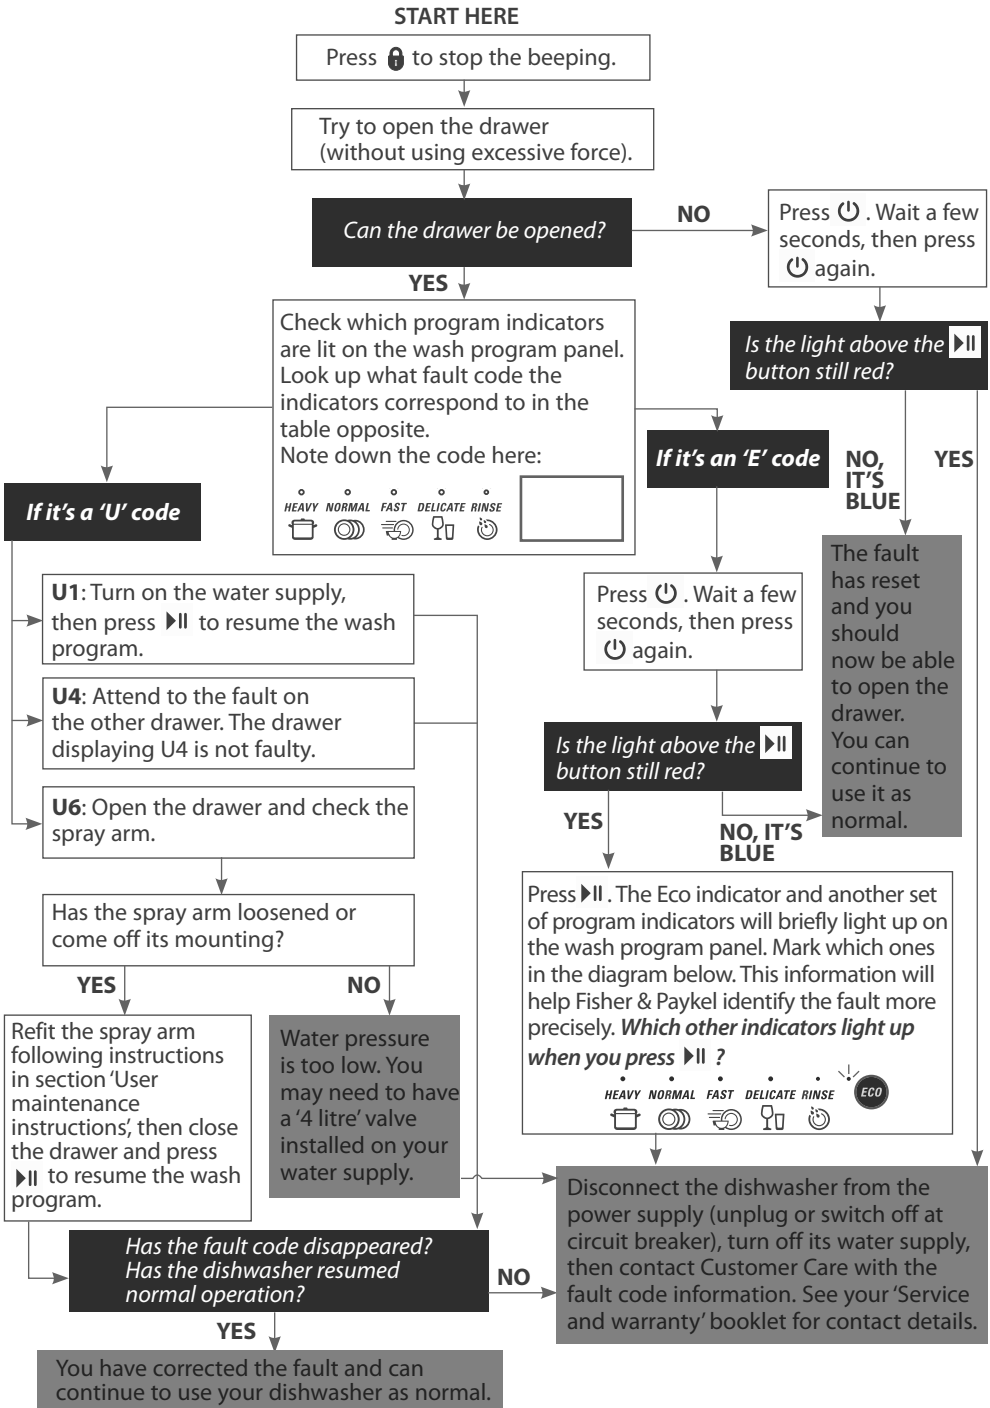 START HERE
Press to stop the beeping.
Try to open the drawer
(without using excessive force).
Can the drawer be opened?
NO
Press . Wait a few
seconds, then press
again.
YES
Is the light above the
button still red?
Check which program indicators
are lit on the wash program panel.
Look up what fault code the
indicators correspond to in the
table opposite.
Note down the code here:
HEAVY NORMAL FAST DELICATE RINSE
If it's a 'U' code
If it's an 'E' code
NO,
IT'S
BLUE
YES
The fault
has reset
and you
should
now be able
to open the
drawer.
You can
continue to
use it as
normal.
U1: Turn on the water supply,
then press to resume the wash
program.
U4: Attend to the fault on
the other drawer. The drawer
displaying U4 is not faulty.
U6: Open the drawer and check the
spray arm.
Press . Wait a few
seconds, then press
again.
Is the light above the
button still red?
YES
NO, IT'S
BLUE
Has the spray arm loosened or
come off its mounting?
YES
NO
Refit the spray arm
following instructions
in section 'User
maintenance
instructions', then close
the drawer and press
to resume the wash
program.
Water pressure
is too low. You
may need to have
a '4 litre' valve
installed on your
water supply.
Press . The Eco indicator and another set
of program indicators will briefly light up on
the wash program panel. Mark which ones
in the diagram below. This information will
help Fisher & Paykel identify the fault more
precisely. Which other indicators light up
when you press ?
HEAVY NORMAL FAST DELICATE RINSE ECO
Has the fault code disappeared?
Has the dishwasher resumed
normal operation?
NO
YES
Disconnect the dishwasher from the
power supply (unplug or switch off at
circuit breaker), turn off its water supply,
then contact Customer Care with the
fault code information. See your 'Service
and warranty' booklet for contact details.
You have corrected the fault and can
continue to use your dishwasher as normal.